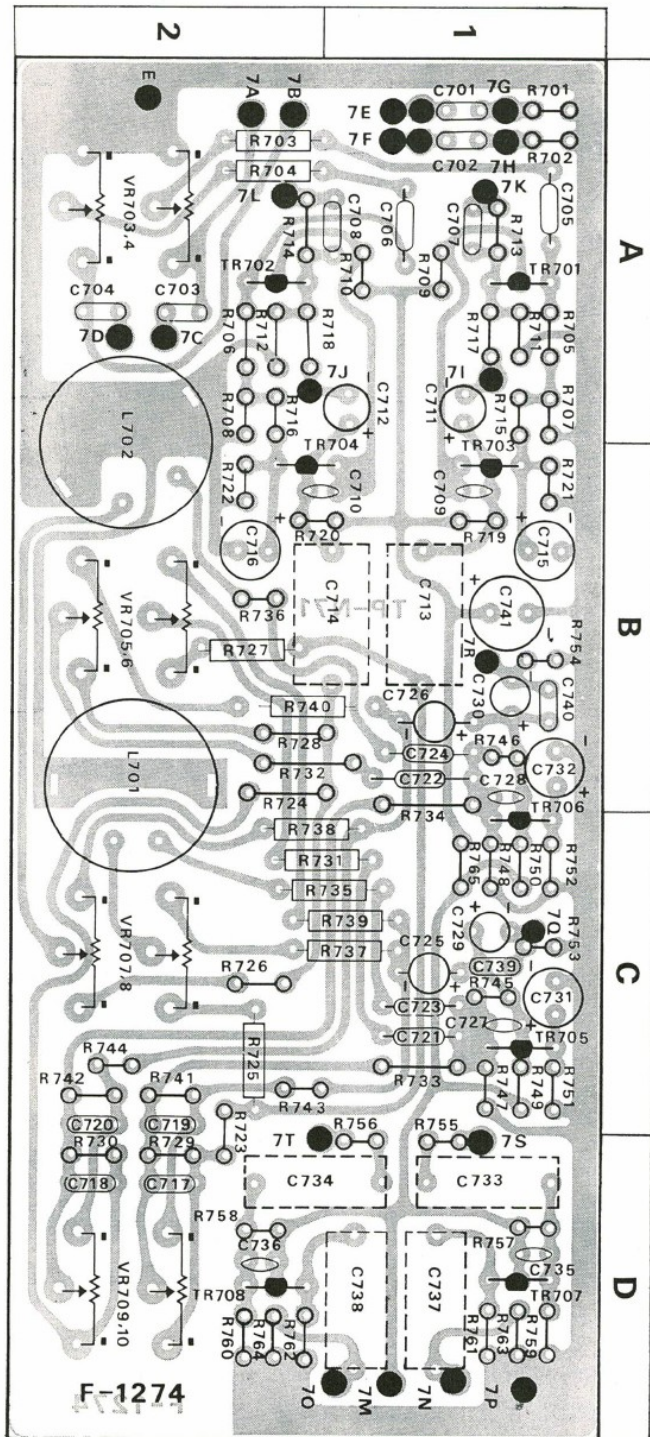 2 1
A
B
C
D
E 7A 7B 7E C701 7G R701
7F C702 7H R702
R703
R704
7L 7K
VR703,4
R714 C708 C706 C707 R713 C705
TR702 R710 R709 TR701
C704 C703
7D 7C
R706 R712 R718 R717 R711 R705
7J 7I
L702
C712 - + C711 - +
R708 R716 R715 R707
TR704 TR703
R722 C710 C709 R721
R720 R719
C716 - + C715 + -
C714 C713
TP-N71
C741 +
R736
VR705,6
R727
7R R754
C730 - + C740
R740 C726 - +
R728 C724 R746 C732 - +
R732 C722 C728
R724 R734 TR706
L701
R738
R731 R765 R748 R750 R752
R735
R739 C729 + - 7Q R753
R737 C725 - + C739
VR707,8
R726 R745 C731 - +
C723 C727
C721 TR705
R744 R725
R742 R741 R733 R747 R749 R751
R743
C720 C719 R723
R730 R729 7T R756 R755 7S
C718 C717 C734 C733
R758 R757
C736 C735
VR709,10
TR708 C738 C737 TR707
R760 R764 R762 R761 R763 R759
F-1274
F-1274
7O 7M 7N 7P